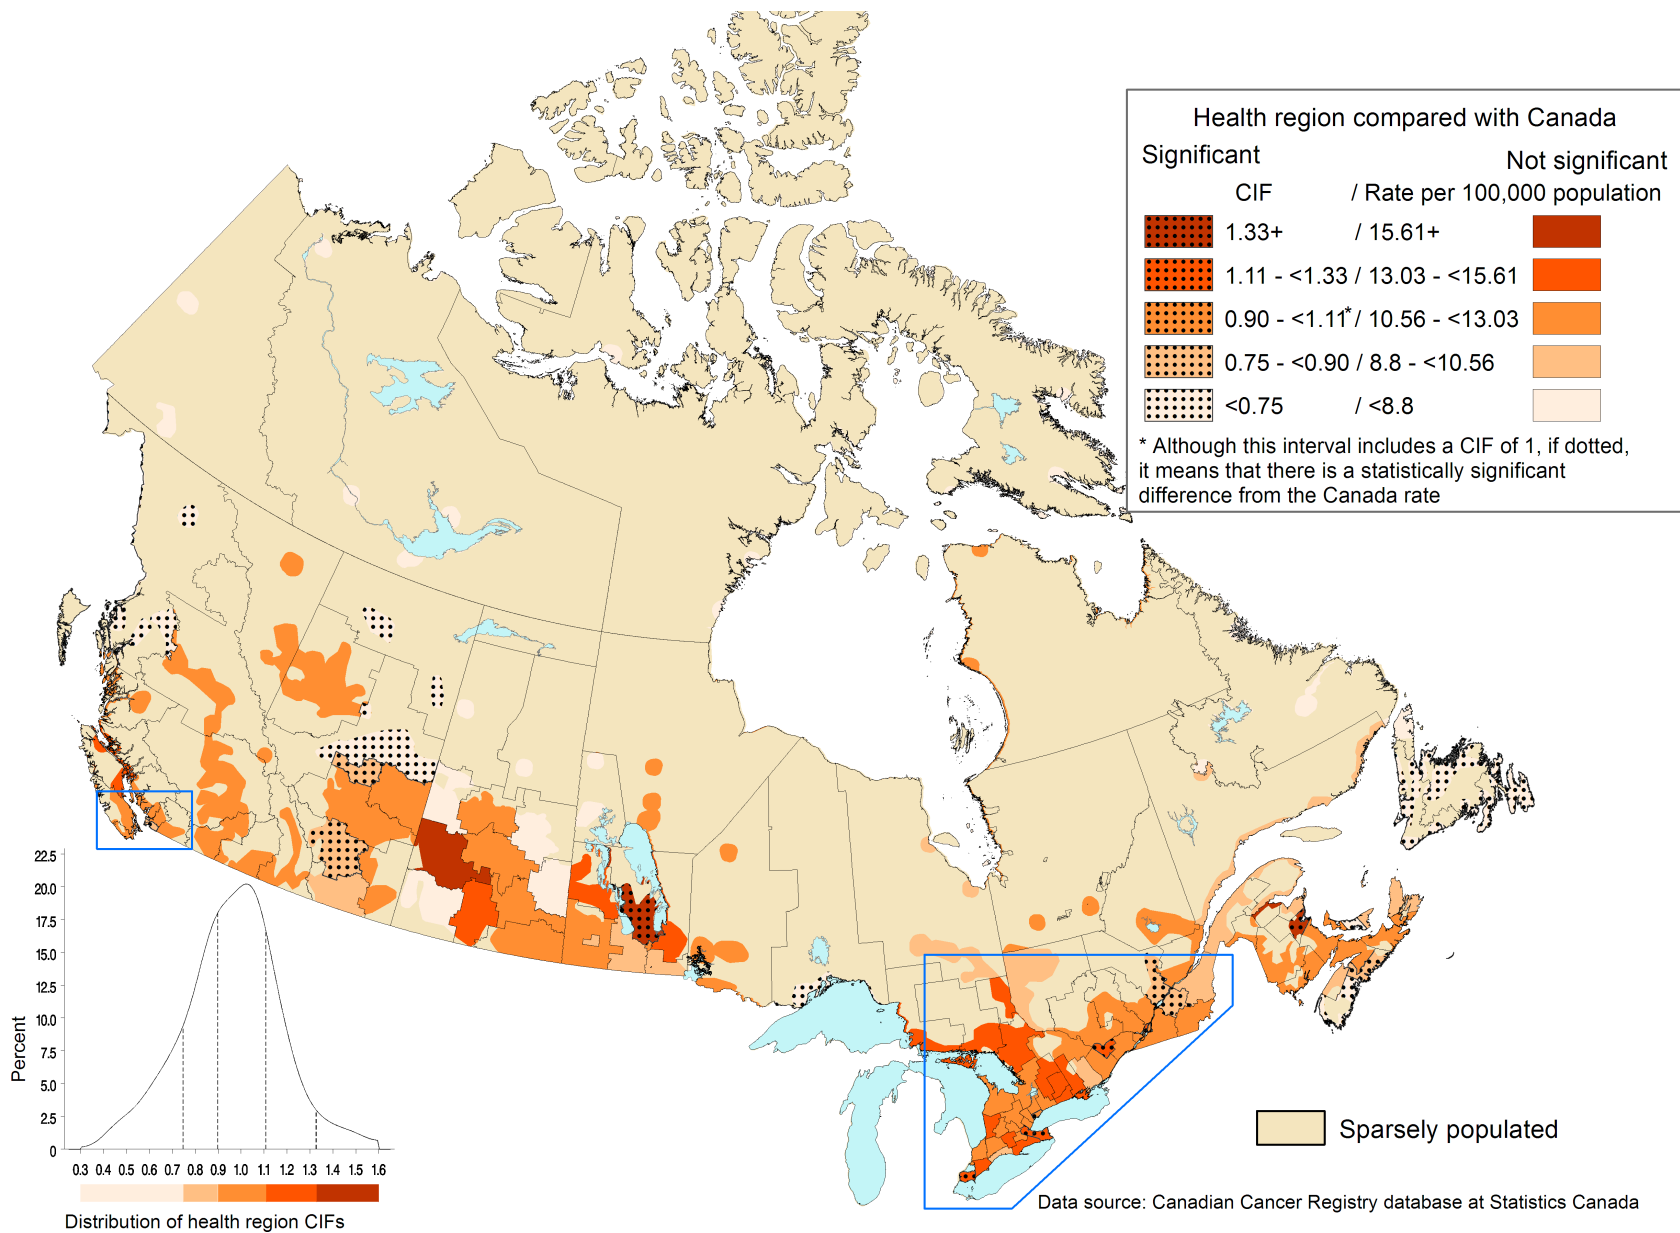 Health region compared with Canada
Significant
Not significant
CIF / Rate per 100,000 population
1.33+ / 15.61+
1.11 - <1.33 / 13.03 - <15.61
0.90 - <1.11* / 10.56 - <13.03
0.75 - <0.90 / 8.8 - <10.56
<0.75 / <8.8
* Although this interval includes a CIF of 1, if dotted,
it means that there is a statistically significant
difference from the Canada rate
22.5
20.0
17.5
15.0
12.5
10.0
7.5
5.0
2.5
0
Percent
0.3 0.4 0.5 0.6 0.7 0.8 0.9 1.0 1.1 1.2 1.3 1.4 1.5 1.6
Distribution of health region CIFs
Sparsely populated
Data source: Canadian Cancer Registry database at Statistics Canada